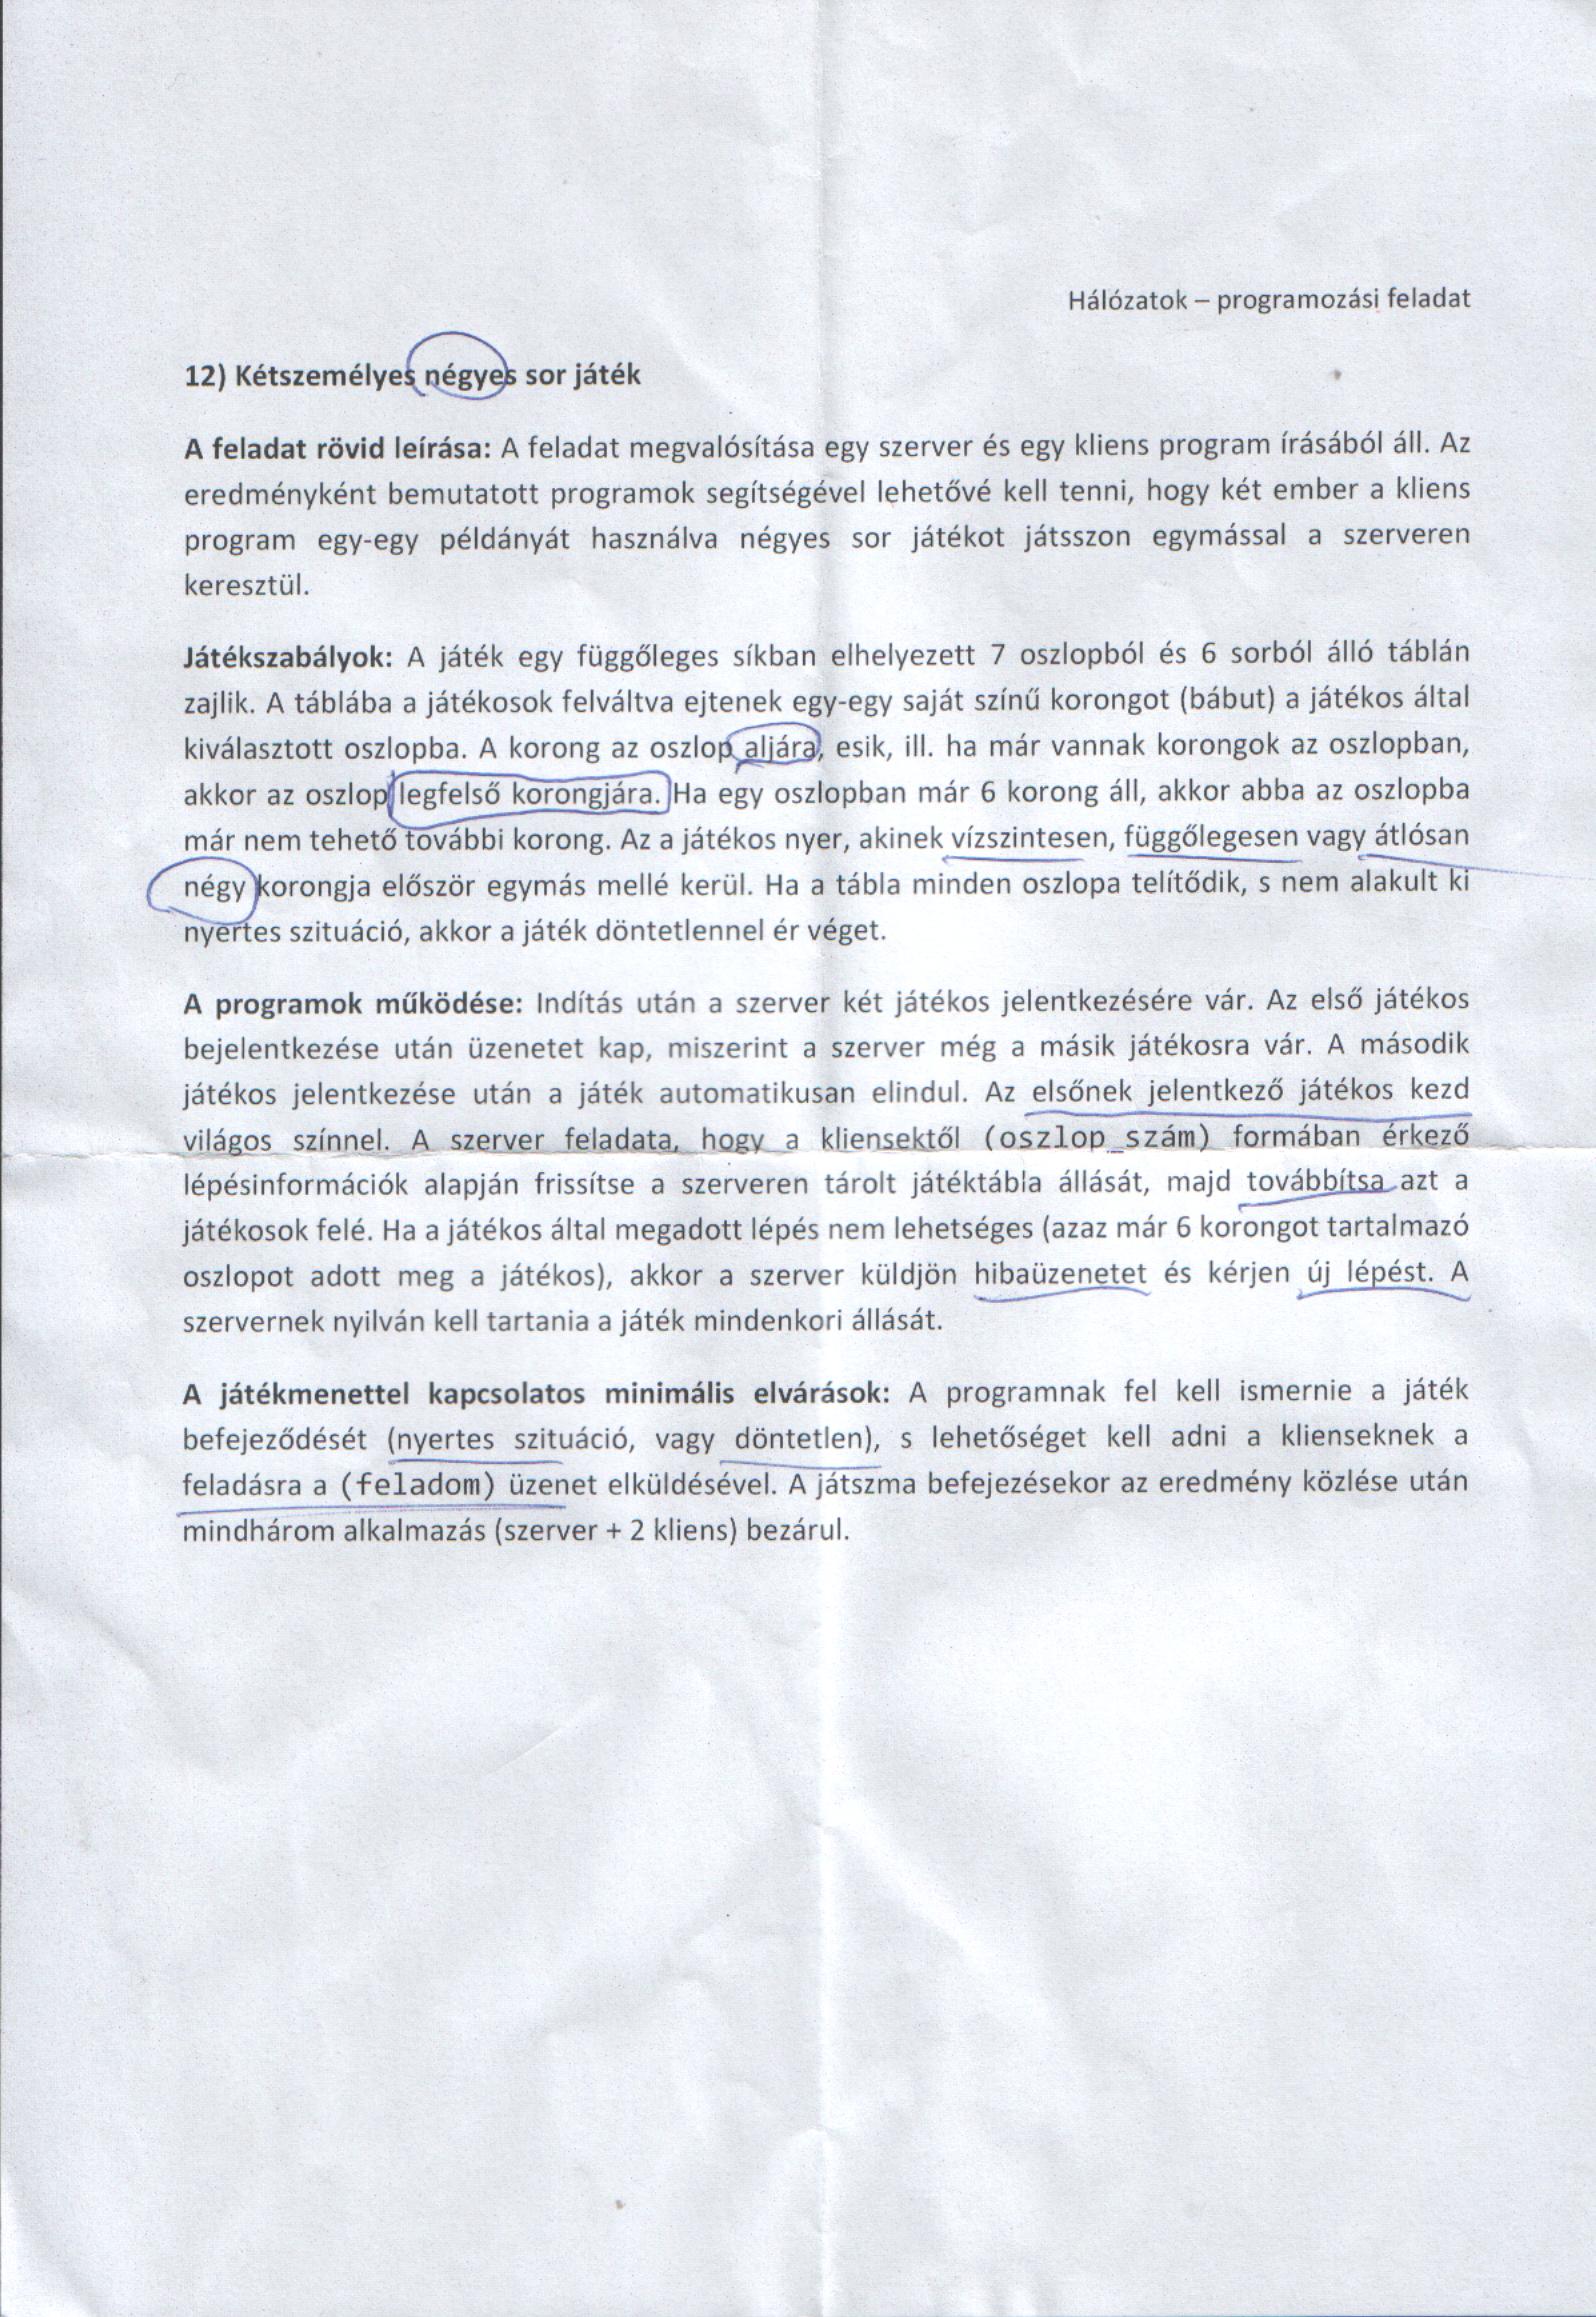 Hálózatok – programozási feladat
12) Kétszemélyes négyes sor játék
A feladat rövid leírása: A feladat megvalósítása egy szerver és egy kliens program írásából áll. Az
eredményként bemutatott programok segítségével lehetővé kell tenni, hogy két ember a kliens
program egy-egy példányát használva négyes sor játékot játsszon egymással a szerveren
keresztül.
Játékszabályok: A játék egy függőleges síkban elhelyezett 7 oszlopból és 6 sorból álló táblán
zajlik. A táblába a játékosok felváltva ejtenek egy-egy saját színű korongot (bábut) a játékos által
kiválasztott oszlopba. A korong az oszlop aljára, esik, ill. ha már vannak korongok az oszlopban,
akkor az oszlop legfelső korongjára. Ha egy oszlopban már 6 korong áll, akkor abba az oszlopba
már nem tehető további korong. Az a játékos nyer, akinek vízszintesen, függőlegesen vagy átlósan
négy korongja először egymás mellé kerül. Ha a tábla minden oszlopa telítődik, s nem alakult ki
nyertes szituáció, akkor a játék döntetlennel ér véget.
A programok működése: Indítás után a szerver két játékos jelentkezésére vár. Az első játékos
bejelentkezése után üzenetet kap, miszerint a szerver még a másik játékosra vár. A második
játékos jelentkezése után a játék automatikusan elindul. Az elsőnek jelentkező játékos kezd
világos színnel. A szerver feladata, hogy a kliensektől (oszlop_szám) formában érkező
lépésinformációk alapján frissítse a szerveren tárolt játéktábla állását, majd továbbítsa azt a
játékosok felé. Ha a játékos által megadott lépés nem lehetséges (azaz már 6 korongot tartalmazó
oszlopot adott meg a játékos), akkor a szerver küldjön hibaüzenetet és kérjen új lépést. A
szervernek nyilván kell tartania a játék mindenkori állását.
A játékmenettel kapcsolatos minimális elvárások: A programnak fel kell ismernie a játék
befejeződését (nyertes szituáció, vagy döntetlen), s lehetőséget kell adni a klienseknek a
feladásra a (feladom) üzenet elküldésével. A játszma befejezésekor az eredmény közlése után
mindhárom alkalmazás (szerver + 2 kliens) bezárul.